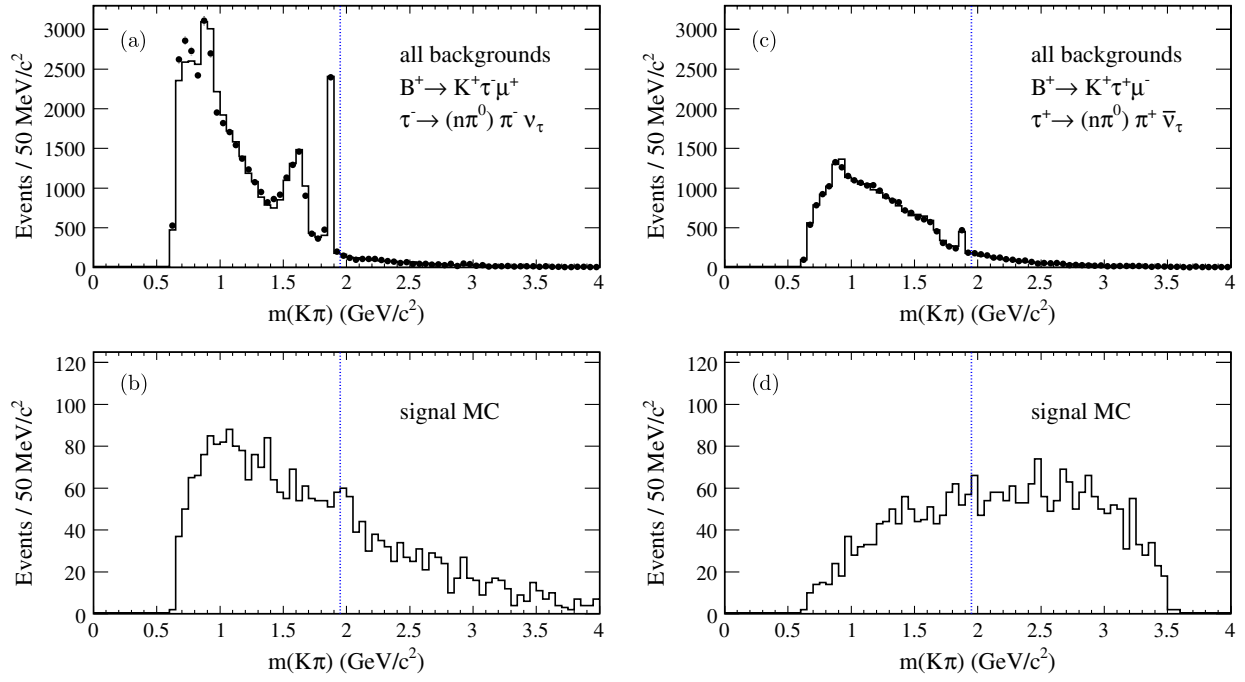 Events / 50 MeV/c²
3000
2500
2000
1500
1000
500
0
(a)
all backgrounds
B⁺→ K⁺τ⁻μ⁺
τ⁻→ (nπ⁰) π⁻ ν_τ
0 0.5 1 1.5 2 2.5 3 3.5 4
m(Kπ) (GeV/c²)
Events / 50 MeV/c²
3000
2500
2000
1500
1000
500
0
(c)
all backgrounds
B⁺→ K⁺τ⁺μ⁻
τ⁺→ (nπ⁰) π⁺ ν̅_τ
0 0.5 1 1.5 2 2.5 3 3.5 4
m(Kπ) (GeV/c²)
Events / 50 MeV/c²
120
100
80
60
40
20
0
(b)
signal MC
0 0.5 1 1.5 2 2.5 3 3.5 4
m(Kπ) (GeV/c²)
Events / 50 MeV/c²
120
100
80
60
40
20
0
(d)
signal MC
0 0.5 1 1.5 2 2.5 3 3.5 4
m(Kπ) (GeV/c²)